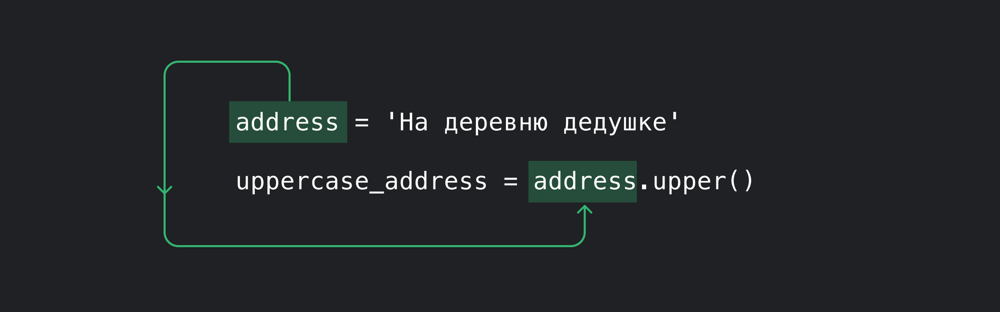 address = 'На деревню дедушке'
uppercase_address = address.upper()